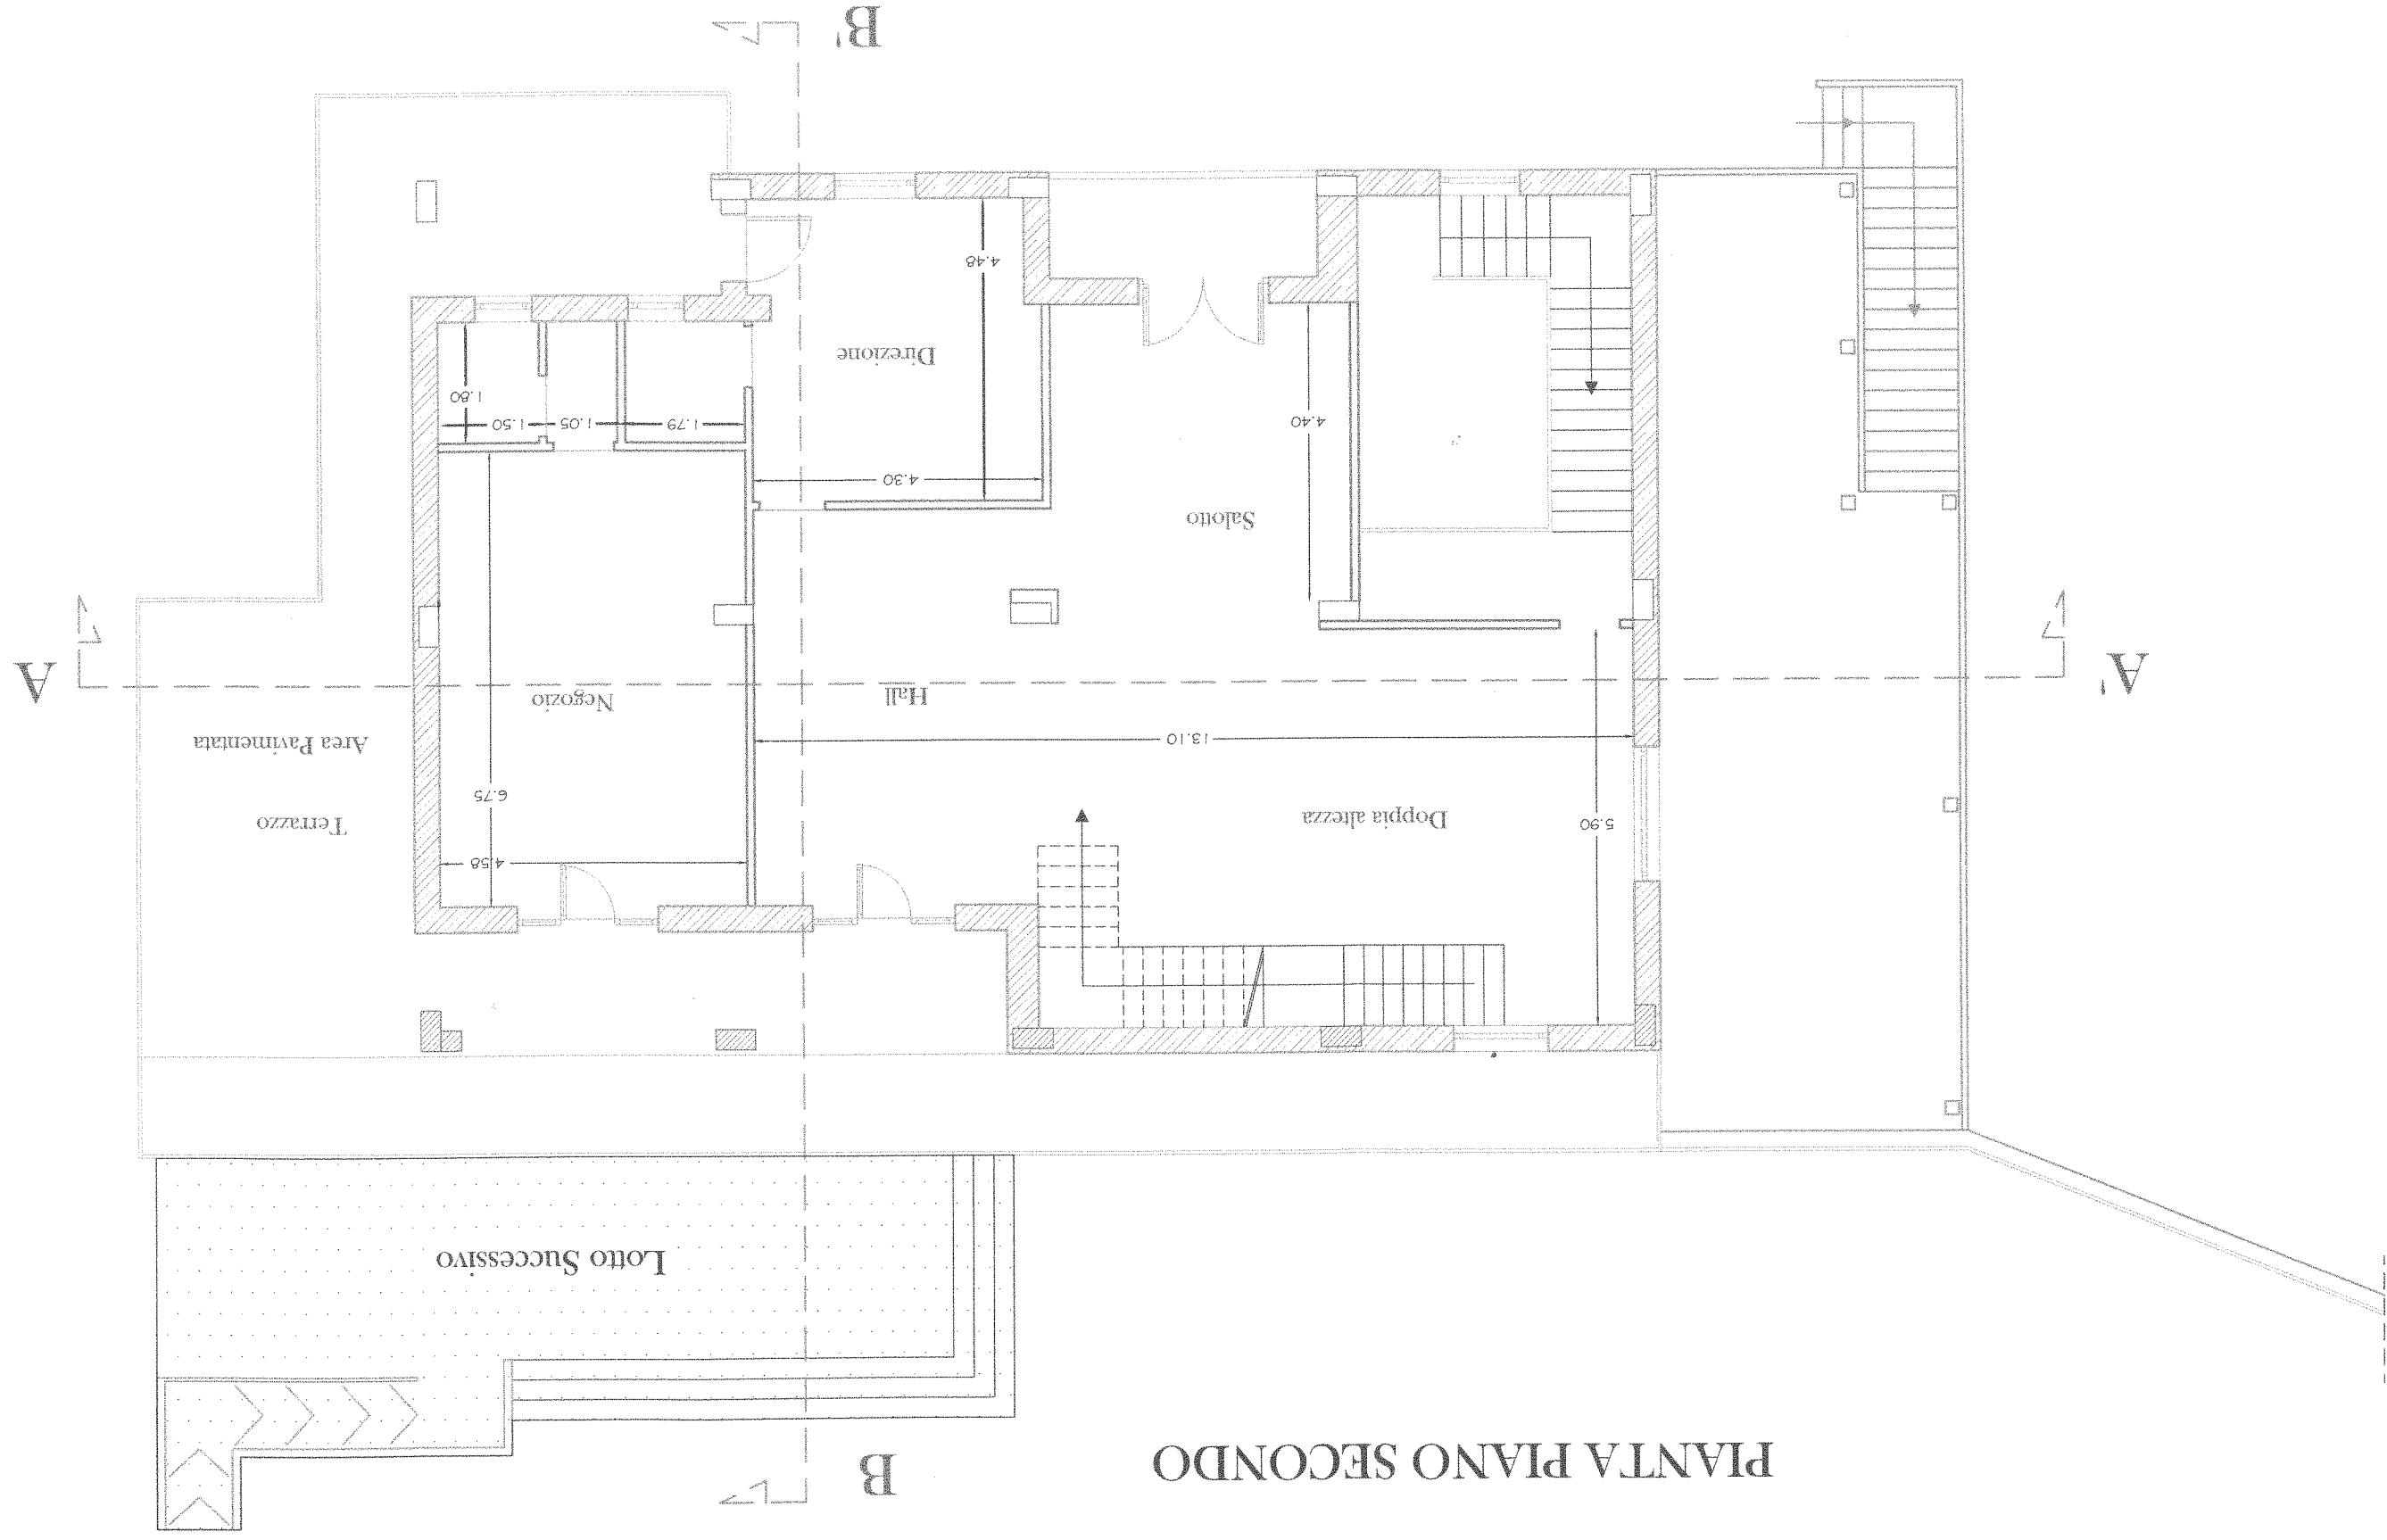 PIANTA PIANO SECONDO
B
Lotto Successivo
5.90
Doppia altezza
4.58
6.75
Terrazzo
Area Pavimentata
13.10
A'
Hall
Negozio
A
Salotto
4.30
4.40
1.79
1.05
1.50
1.80
Direzione
4.48
B'